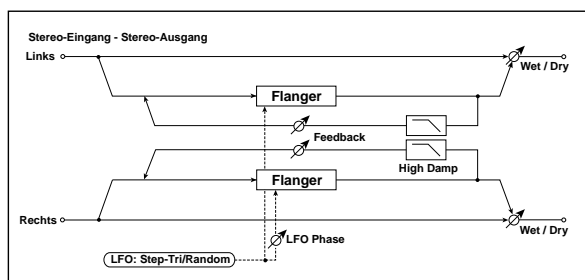 Stereo-Eingang - Stereo-Ausgang
Links
Wet / Dry
Flanger
Feedback
High Damp
Flanger
Rechts
LFO Phase
Wet / Dry
LFO: Step-Tri/Random